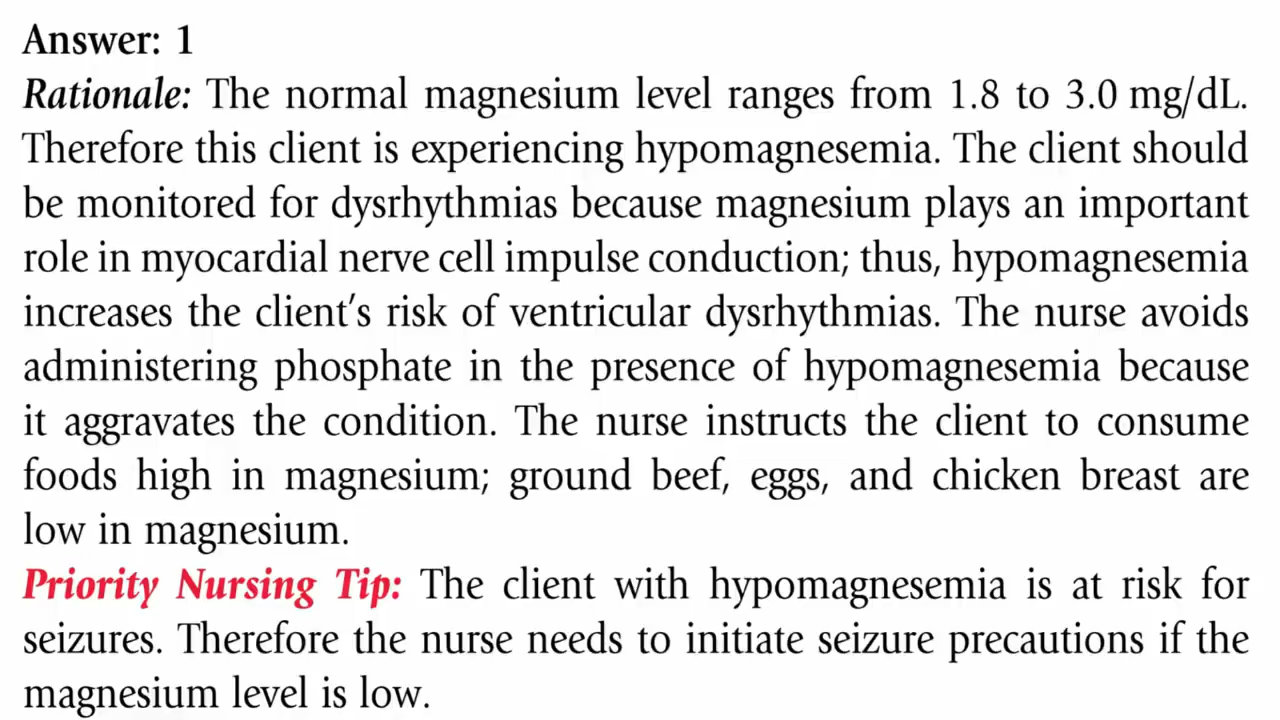 Answer: 1
Rationale: The normal magnesium level ranges from 1.8 to 3.0 mg/dL.
Therefore this client is experiencing hypomagnesemia. The client should
be monitored for dysrhythmias because magnesium plays an important
role in myocardial nerve cell impulse conduction; thus, hypomagnesemia
increases the client's risk of ventricular dysrhythmias. The nurse avoids
administering phosphate in the presence of hypomagnesemia because
it aggravates the condition. The nurse instructs the client to consume
foods high in magnesium; ground beef, eggs, and chicken breast are
low in magnesium.
Priority Nursing Tip: The client with hypomagnesemia is at risk for
seizures. Therefore the nurse needs to initiate seizure precautions if the
magnesium level is low.